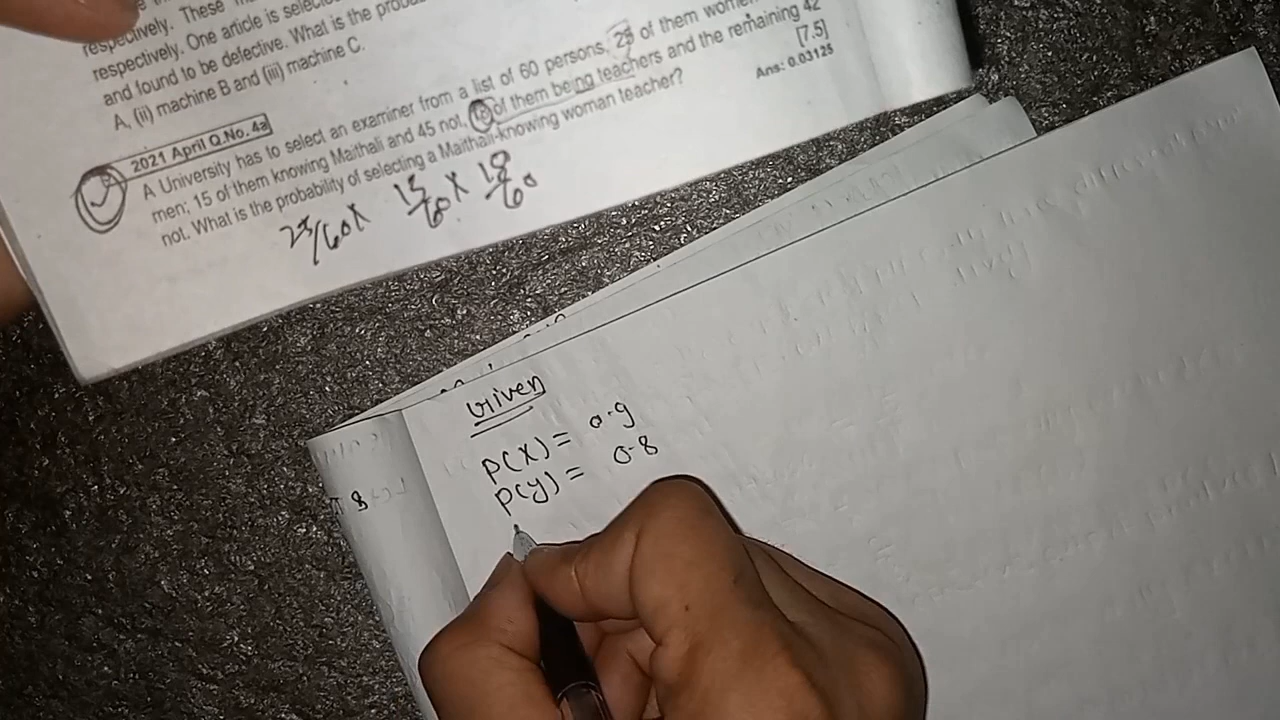 respectively. These
respectively. One article is selected
and found to be defective. What is the
A, (ii) machine B and (iii) machine C.
2021 April Q.No. 4a
A University has to select an examiner from a list of 60 persons, of them women
men; 15 of them knowing Maithali and 45 not, of them being teachers and the remaining 42
not. What is the probability of selecting a Maithali-knowing woman teacher? [7.5]
Ans: 0.03125
/60 x 15/60 x 18/60
Given
P(X) = 0.9
P(y) = 0.8